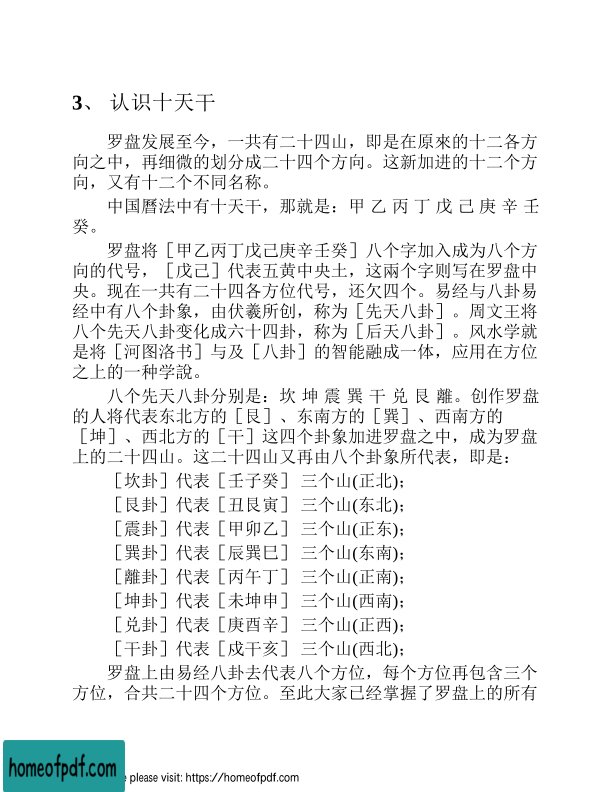 3、 认识十天干
罗盘发展至今，一共有二十四山，即是在原來的十二各方
向之中，再细微的划分成二十四个方向。这新加进的十二个方
向，又有十二个不同名称。
中国曆法中有十天干，那就是：甲 乙 丙 丁 戊 己 庚 辛 壬
癸。
罗盘将［甲乙丙丁戊己庚辛壬癸］八个字加入成为八个方
向的代号，［戊己］代表五黄中央土，这兩个字则写在罗盘中
央。现在一共有二十四各方位代号，还欠四个。易经与八卦易
经中有八个卦象，由伏羲所创，称为［先天八卦］。周文王将
八个先天八卦变化成六十四卦，称为［后天八卦］。风水学就
是将［河图洛书］与及［八卦］的智能融成一体，应用在方位
之上的一种学說。
八个先天八卦分别是：坎 坤 震 巽 干 兑 艮 離。创作罗盘
的人将代表东北方的［艮］、东南方的［巽］、西南方的
［坤］、西北方的［干］这四个卦象加进罗盘之中，成为罗盘
上的二十四山。这二十四山又再由八个卦象所代表，即是：
［坎卦］代表［壬子癸］ 三个山(正北)；
［艮卦］代表［丑艮寅］ 三个山(东北)；
［震卦］代表［甲卯乙］ 三个山(正东)；
［巽卦］代表［辰巽巳］ 三个山(东南)；
［離卦］代表［丙午丁］ 三个山(正南)；
［坤卦］代表［未坤申］ 三个山(西南)；
［兑卦］代表［庚酉辛］ 三个山(正西)；
［干卦］代表［戍干亥］ 三个山(西北)；
罗盘上由易经八卦去代表八个方位，每个方位再包含三个
方位，合共二十四个方位。至此大家已经掌握了罗盘上的所有
homeofpdf.com
e please visit: https://homeofpdf.com